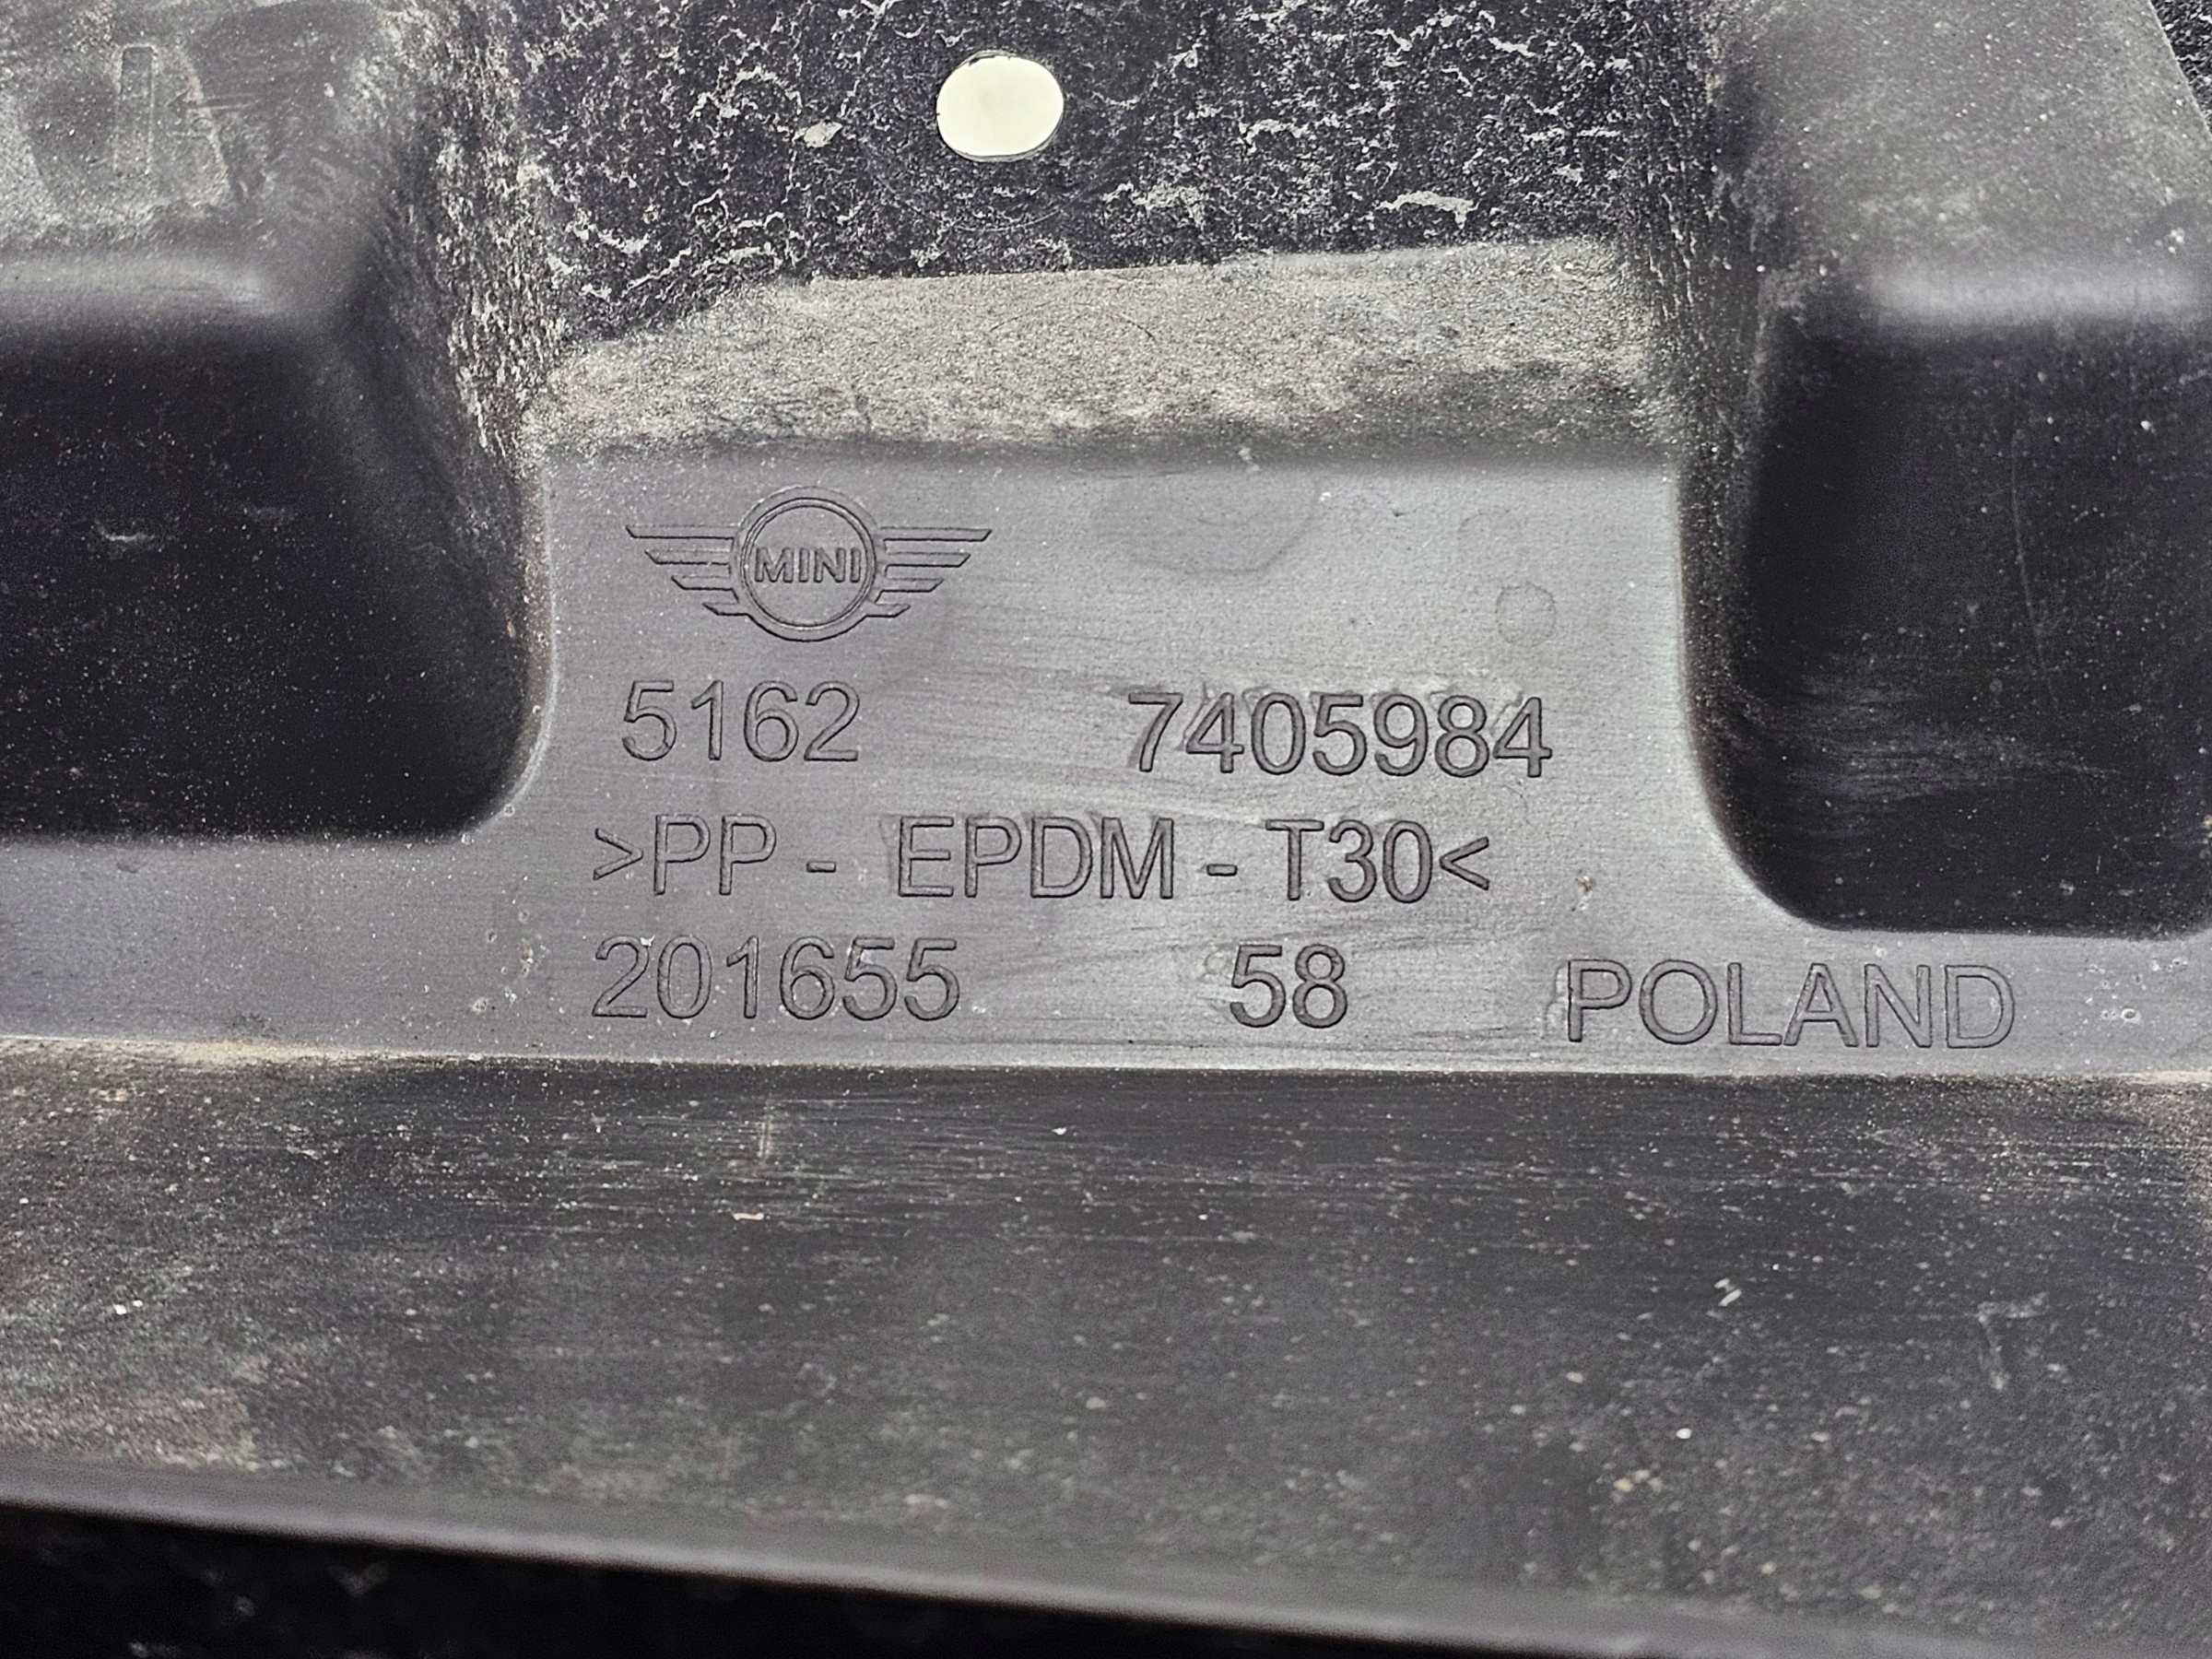 MINI
5162 7405984
>PP - EPDM - T30<
201655 58 POLAND